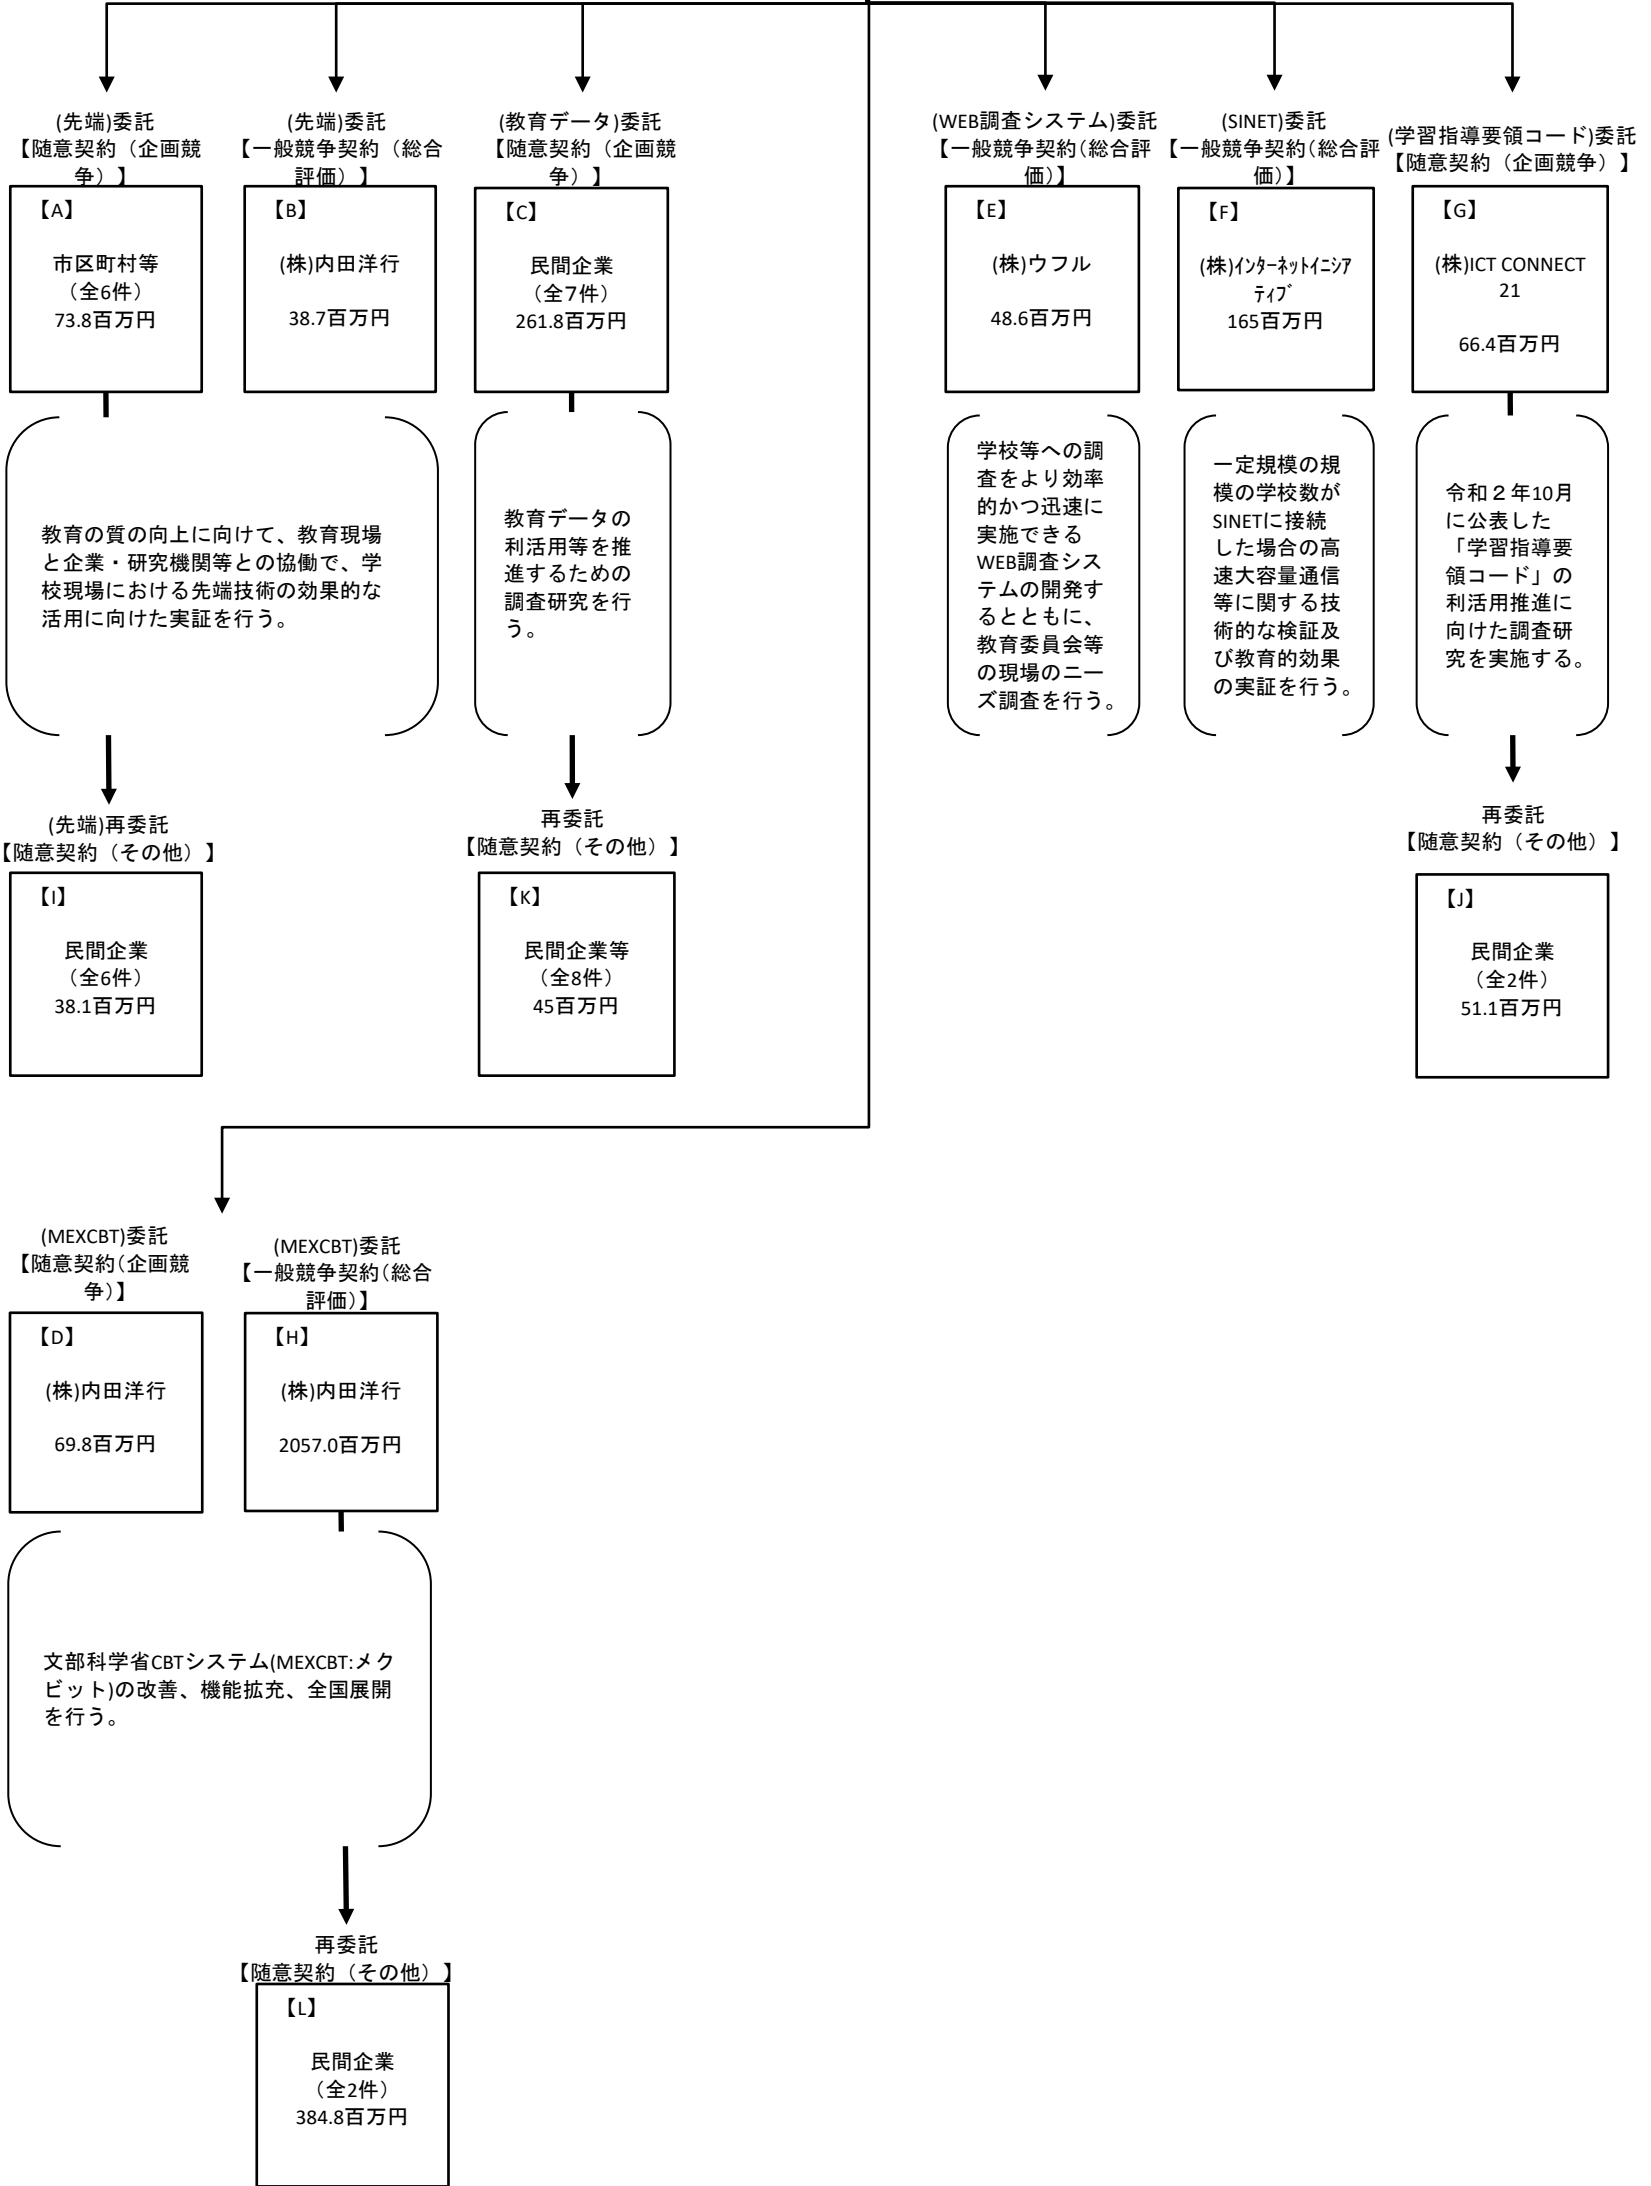 (先端)委託
【随意契約（企画競
争）】
【A】
市区町村等
（全6件）
73.8百万円
(先端)委託
【一般競争契約（総合
評価）】
【B】
(株)内田洋行
38.7百万円
教育の質の向上に向けて、教育現場
と企業・研究機関等との協働で、学
校現場における先端技術の効果的な
活用に向けた実証を行う。
(先端)再委託
【随意契約（その他）】
【I】
民間企業
（全6件）
38.1百万円
(教育データ)委託
【随意契約（企画競
争）】
【C】
民間企業
（全７件）
261.8百万円
教育データの
利活用等を推
進するための
調査研究を行
う。
再委託
【随意契約（その他）】
【K】
民間企業等
（全8件）
45百万円
(WEB調査システム)委託
【一般競争契約(総合評
価)】
【E】
(株)ウフル
48.6百万円
学校等への調
査をより効率
的かつ迅速に
実施できる
WEB調査シス
テムの開発す
るとともに、
教育委員会等
の現場のニー
ズ調査を行う。
(SINET)委託
【一般競争契約(総合評
価)】
【F】
(株)ｲﾝﾀｰﾈｯﾄｲﾆｼｱ
ﾃｨﾌﾞ
165百万円
一定規模の規
模の学校数が
SINETに接続
した場合の高
速大容量通信
等に関する技
術的な検証及
び教育的効果
の実証を行う。
(学習指導要領コード)委託
【随意契約（企画競争）】
【G】
(株)ICT CONNECT
21
66.4百万円
令和２年10月
に公表した
「学習指導要
領コード」の
利活用推進に
向けた調査研
究を実施する。
再委託
【随意契約（その他）】
【J】
民間企業
（全2件）
51.1百万円
(MEXCBT)委託
【随意契約(企画競
争)】
【D】
(株)内田洋行
69.8百万円
(MEXCBT)委託
【一般競争契約(総合
評価)】
【H】
(株)内田洋行
2057.0百万円
文部科学省CBTシステム(MEXCBT:メク
ビット)の改善、機能拡充、全国展開
を行う。
再委託
【随意契約（その他）】
【L】
民間企業
（全2件）
384.8百万円